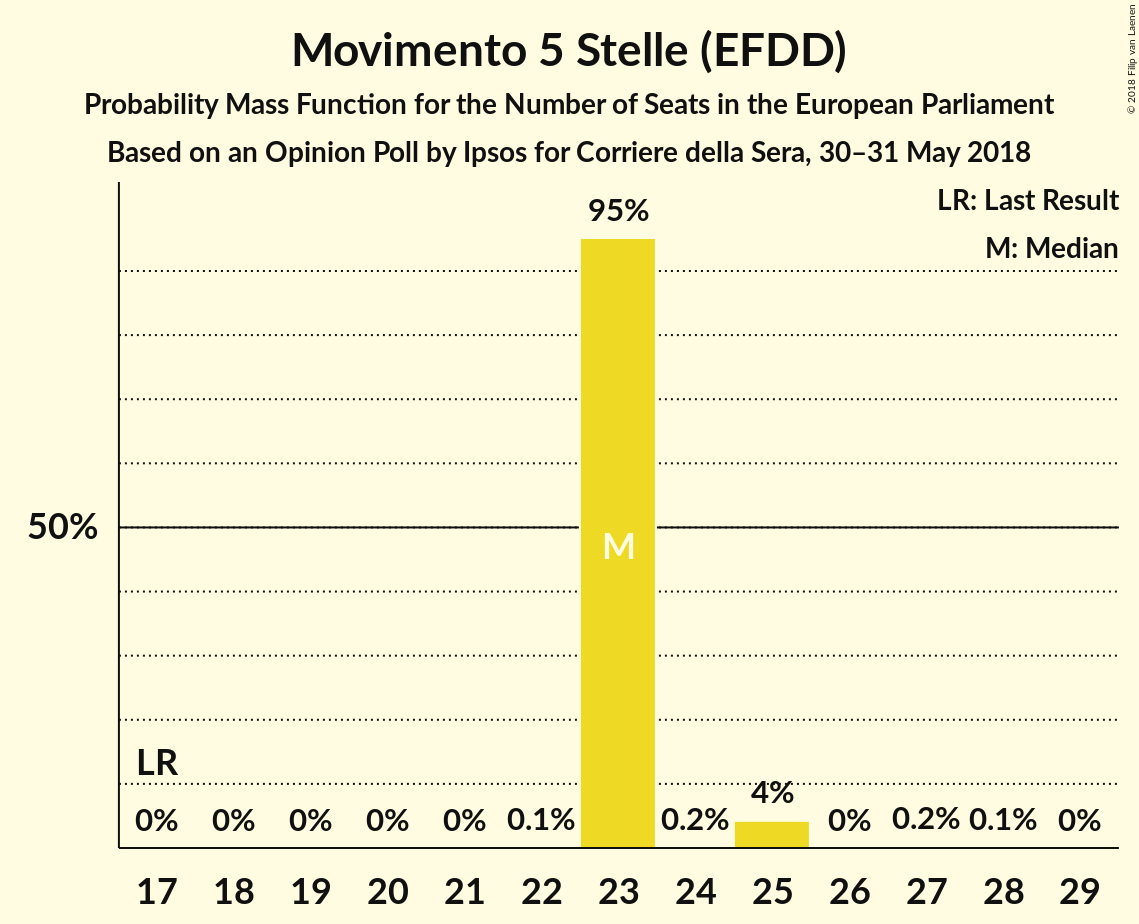 Movimento 5 Stelle (EFDD)
Probability Mass Function for the Number of Seats in the European Parliament
Based on an Opinion Poll by Ipsos for Corriere della Sera, 30–31 May 2018
© 2018 Filip van Laenen
LR: Last Result
M: Median
95%
50%
M
LR
4%
0% 0% 0% 0% 0% 0.1% 0.2% 0% 0.2% 0.1% 0%
17 18 19 20 21 22 23 24 25 26 27 28 29